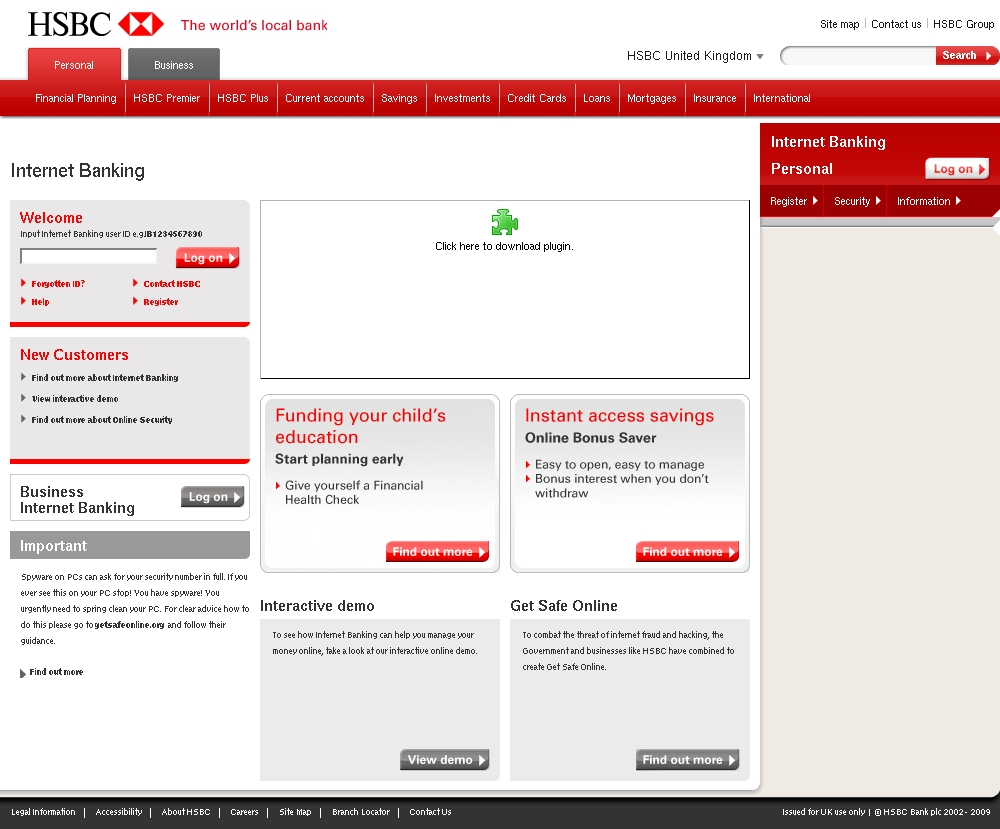 HSBC The world's local bank
Site map Contact us HSBC Group
Personal Business
HSBC United Kingdom Search
Financial Planning HSBC Premier HSBC Plus Current accounts Savings Investments Credit Cards Loans Mortgages Insurance International
Internet Banking
Personal
Log on
Register Security Information
Internet Banking
Welcome
Input Internet Banking user ID e.g.IB1234567890
Log on
Forgotten ID? Contact HSBC
Help Register
New Customers
Find out more about Internet Banking
View interactive demo
Find out more about Online Security
Business
Internet Banking
Log on
Important
Spyware on PCs can ask for your security number in full. If you
ever see this on your PC stop! You have spyware! You
urgently need to spring clean your PC. For clear advice how to
do this please go to getsafeonline.org and follow their
guidance.
Find out more
Click here to download plugin.
Funding your child's
education
Start planning early
Give yourself a Financial
Health Check
Find out more
Instant access savings
Online Bonus Saver
Easy to open, easy to manage
Bonus interest when you don't
withdraw
Find out more
Interactive demo
To see how Internet Banking can help you manage your
money online, take a look at our interactive online demo.
View demo
Get Safe Online
To combat the threat of internet fraud and hacking, the
Government and businesses like HSBC have combined to
create Get Safe Online.
Find out more
Legal Information | Accessibility | About HSBC | Careers | Site Map | Branch Locator | Contact Us
Issued for UK use only | © HSBC Bank plc 2002 - 2009